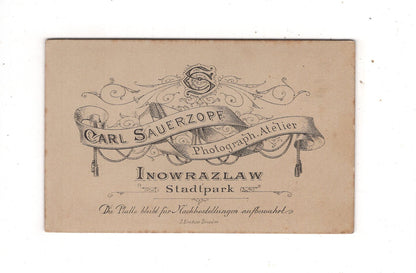 CS
CARL SAUERZOPF
Photograph. Atelier
INOWRAZLAW
Stadtpark
Die Platte bleibt für Nachbestellungen aufbewahrt.